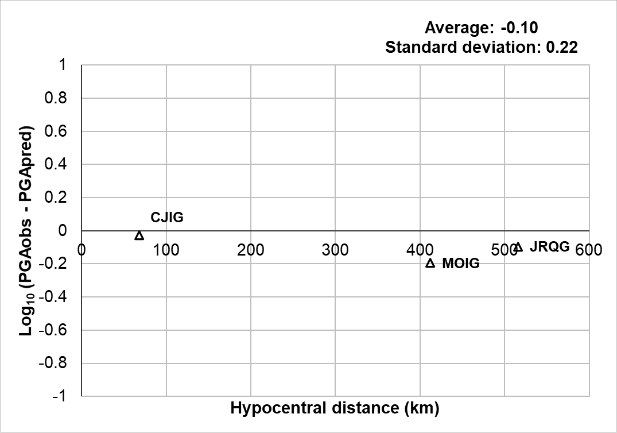 Average: -0.10
Standard deviation: 0.22
Log10 (PGAobs - PGApred)
1
0.8
0.6
0.4
0.2
0
-0.2
-0.4
-0.6
-0.8
-1
CJIG
MOIG
JRQG
0 100 200 300 400 500 600
Hypocentral distance (km)